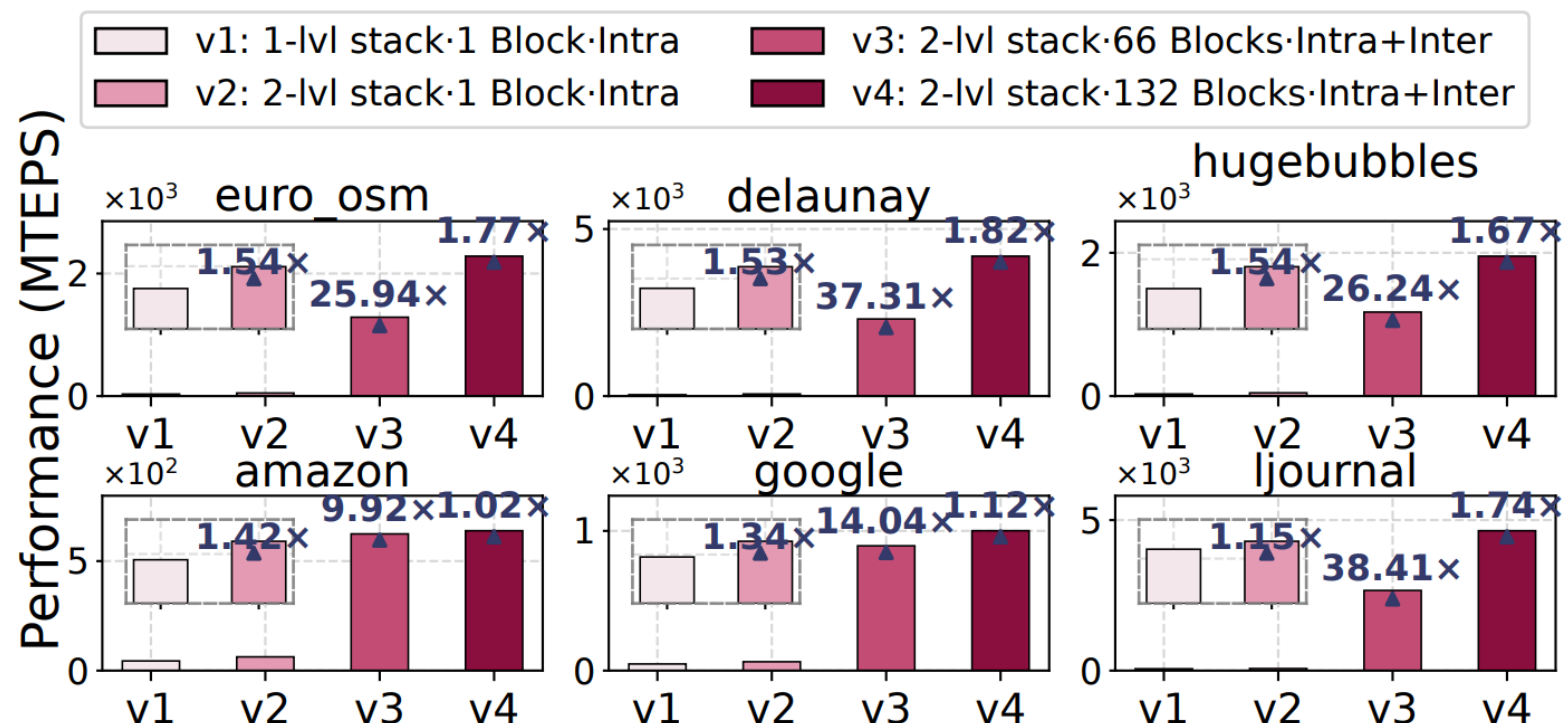 v1: 1-lvl stack·1 Block·Intra
v2: 2-lvl stack·1 Block·Intra
v3: 2-lvl stack·66 Blocks·Intra+Inter
v4: 2-lvl stack·132 Blocks·Intra+Inter
Performance (MTEPS)
×10³ euro_osm
2
0
1.54×
25.94×
1.77×
v1 v2 v3 v4
×10³ delaunay
5
0
1.53×
37.31×
1.82×
v1 v2 v3 v4
×10³ hugebubbles
2
0
1.54×
26.24×
1.67×
v1 v2 v3 v4
×10² amazon
5
0
1.42×
9.92×
1.02×
v1 v2 v3 v4
×10³ google
1
0
1.34×
14.04×
1.12×
v1 v2 v3 v4
×10³ ljournal
5
0
1.15×
38.41×
1.74×
v1 v2 v3 v4